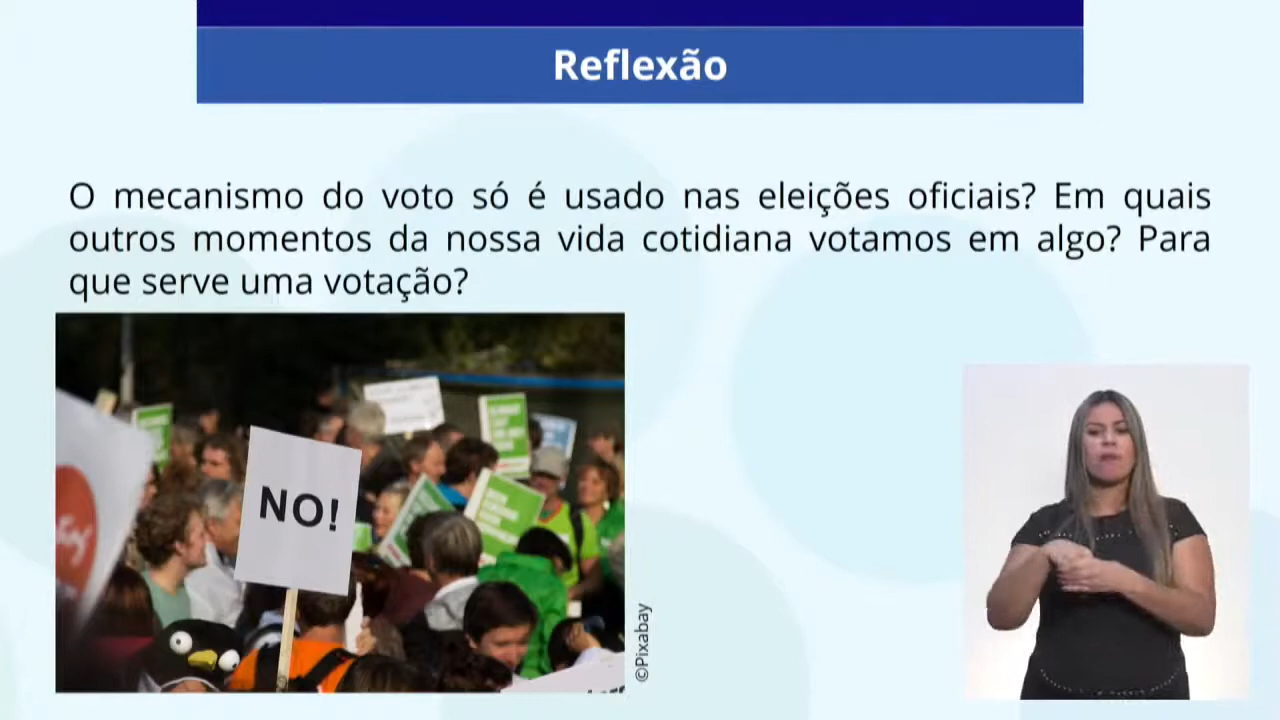 Reflexão
O mecanismo do voto só é usado nas eleições oficiais? Em quais
outros momentos da nossa vida cotidiana votamos em algo? Para
que serve uma votação?
NO!
©Pixabay